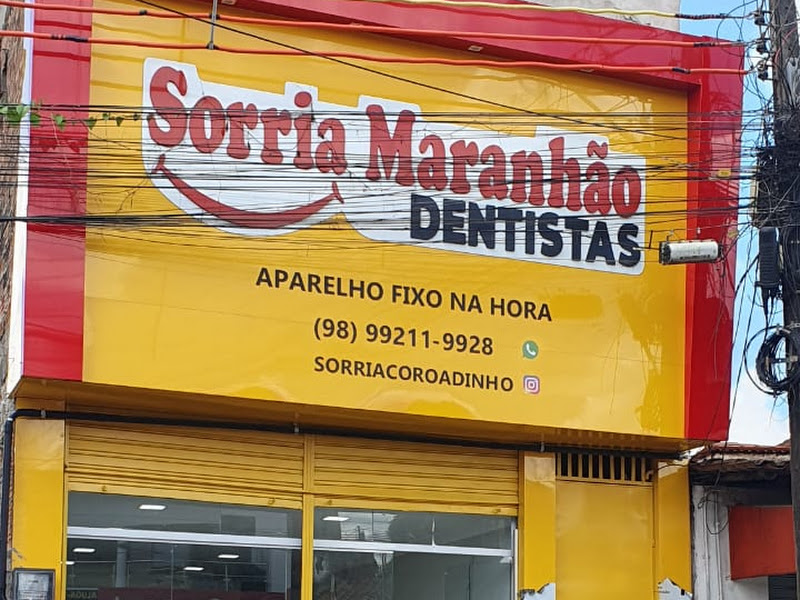 Sorria Maranhão
DENTISTAS
APARELHO FIXO NA HORA
(98) 99211-9928
SORRIACOROADINHO